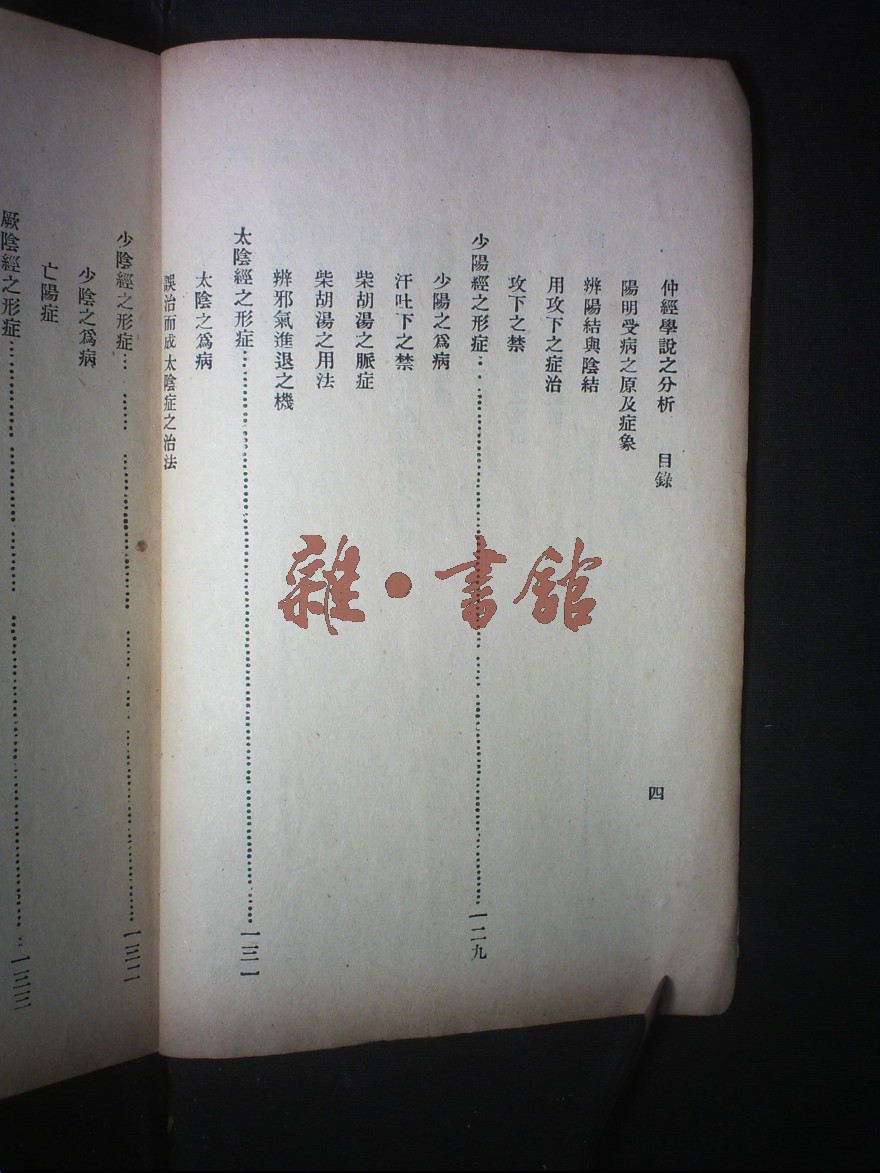 仲經學說之分析 目錄 四
陽明受病之原及症象
辨陽結與陰結
用攻下之症治
攻下之禁
少陽經之形症……一二九
少陽之爲病
汗吐下之禁
柴胡湯之脈症
柴胡湯之用法
辨邪氣進退之機
太陰經之形症……一三一
太陰之爲病
誤治而成太陰症之治法
少陰經之形症……一三二
少陰之爲病
亡陽症
厥陰經之形症……一三三
雜·書館